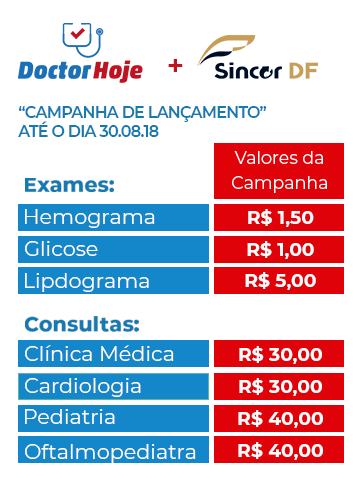 DoctorHoje + Sincor DF
“CAMPANHA DE LANÇAMENTO”
ATÉ O DIA 30.08.18
Valores da
Campanha
Exames:
Hemograma R$ 1,50
Glicose R$ 1,00
Lipdograma R$ 5,00
Consultas:
Clínica Médica R$ 30,00
Cardiologia R$ 30,00
Pediatria R$ 40,00
Oftalmopediatra R$ 40,00